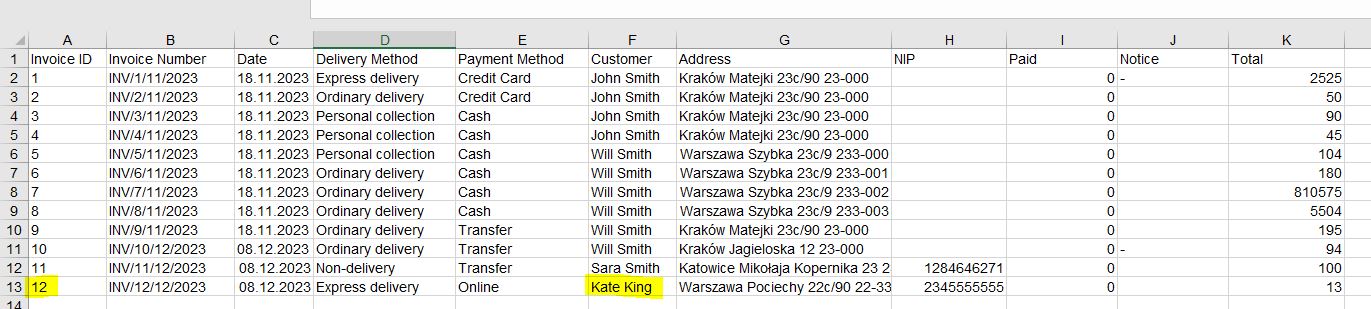 A B C D E F G H I J K
1 Invoice ID Invoice Number Date Delivery Method Payment Method Customer Address NIP Paid Notice Total
2 1 INV/1/11/2023 18.11.2023 Express delivery Credit Card John Smith Kraków Matejki 23c/90 23-000 0 - 2525
3 2 INV/2/11/2023 18.11.2023 Ordinary delivery Credit Card John Smith Kraków Matejki 23c/90 23-000 0 50
4 3 INV/3/11/2023 18.11.2023 Personal collection Cash John Smith Kraków Matejki 23c/90 23-000 0 90
5 4 INV/4/11/2023 18.11.2023 Personal collection Cash John Smith Kraków Matejki 23c/90 23-000 0 45
6 5 INV/5/11/2023 18.11.2023 Personal collection Cash Will Smith Warszawa Szybka 23c/9 233-000 0 104
7 6 INV/6/11/2023 18.11.2023 Ordinary delivery Cash Will Smith Warszawa Szybka 23c/9 233-001 0 180
8 7 INV/7/11/2023 18.11.2023 Ordinary delivery Cash Will Smith Warszawa Szybka 23c/9 233-002 0 810575
9 8 INV/8/11/2023 18.11.2023 Ordinary delivery Cash Will Smith Warszawa Szybka 23c/9 233-003 0 5504
10 9 INV/9/11/2023 18.11.2023 Ordinary delivery Transfer Will Smith Kraków Matejki 23c/90 23-000 0 195
11 10 INV/10/12/2023 08.12.2023 Ordinary delivery Transfer Will Smith Kraków Jagieloska 12 23-000 0 - 94
12 11 INV/11/12/2023 08.12.2023 Non-delivery Transfer Sara Smith Katowice Mikołaja Kopernika 23 2 1284646271 0 100
13 12 INV/12/12/2023 08.12.2023 Express delivery Online Kate King Warszawa Pociechy 22c/90 22-33 2345555555 0 13
14